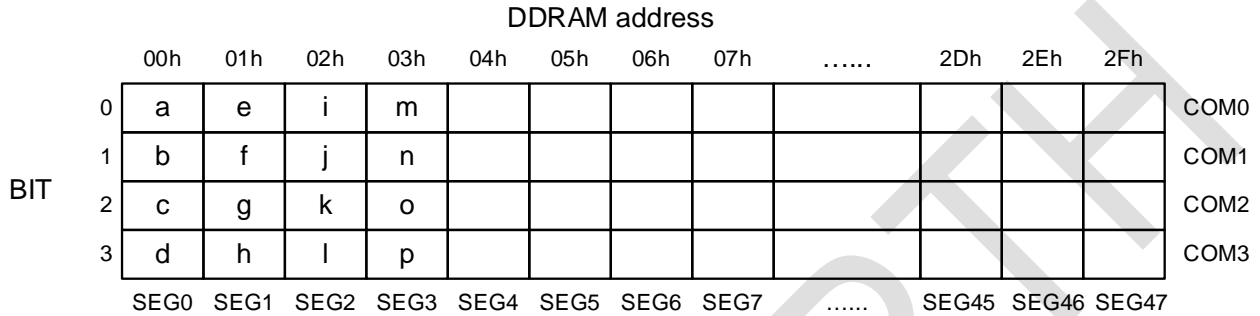 DDRAM address
00h 01h 02h 03h 04h 05h 06h 07h ...... 2Dh 2Eh 2Fh
0 a e i m COM0
1 b f j n COM1
BIT
2 c g k o COM2
3 d h l p COM3
SEG0 SEG1 SEG2 SEG3 SEG4 SEG5 SEG6 SEG7 ...... SEG45 SEG46 SEG47